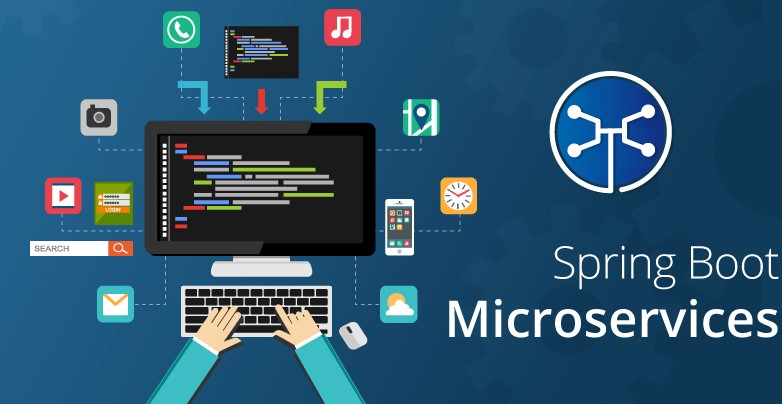 LOGIN
SEARCH
Spring Boot
Microservices